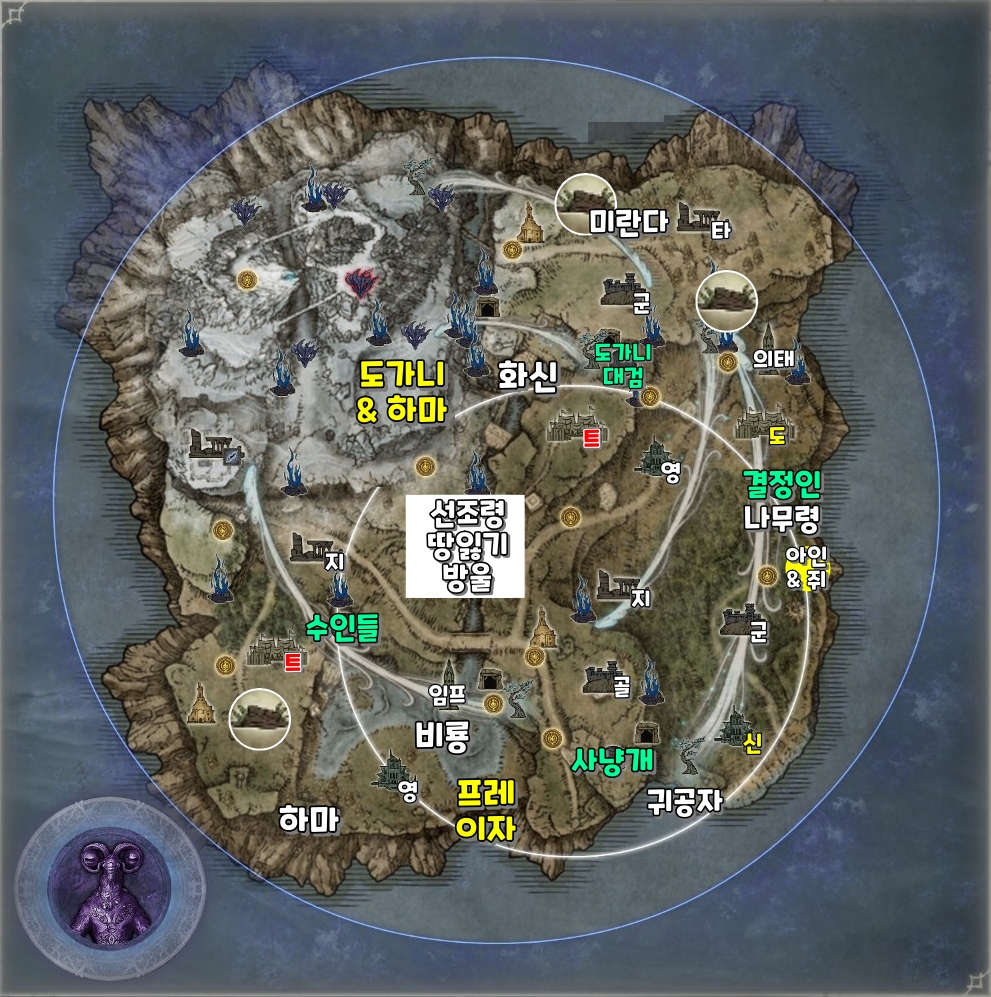 미란다
타
군
도가니
대검
의태
도가니
& 하마
화신
트
도
영
결정인
나무령
선조령
땅잃기
방울
아인
& 쥐
지
지
수인들
군
트
골
임프
비룡
신
사냥개
영
프레
이자
귀공자
하마